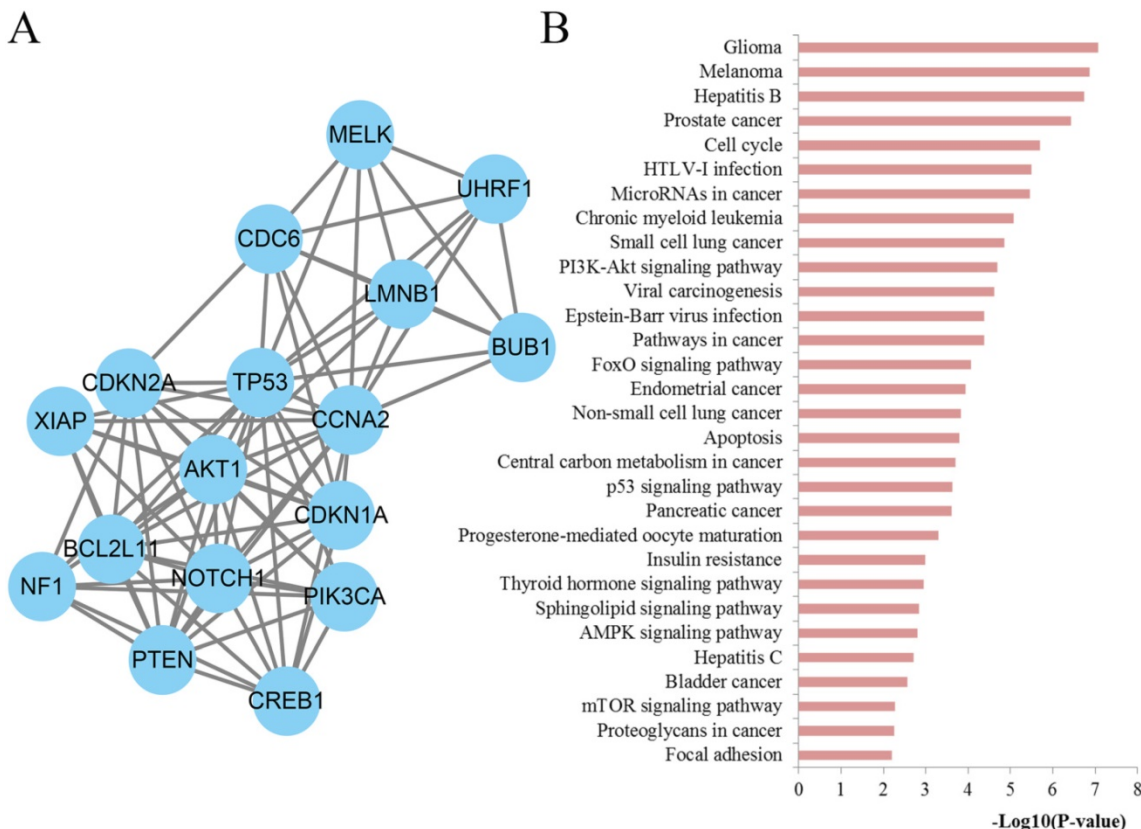 A
MELK
UHRF1
CDC6
LMNB1
BUB1
CDKN2A
TP53
XIAP
CCNA2
AKT1
CDKN1A
BCL2L11
NF1
NOTCH1
PIK3CA
PTEN
CREB1
B
Glioma
Melanoma
Hepatitis B
Prostate cancer
Cell cycle
HTLV-I infection
MicroRNAs in cancer
Chronic myeloid leukemia
Small cell lung cancer
PI3K-Akt signaling pathway
Viral carcinogenesis
Epstein-Barr virus infection
Pathways in cancer
FoxO signaling pathway
Endometrial cancer
Non-small cell lung cancer
Apoptosis
Central carbon metabolism in cancer
p53 signaling pathway
Pancreatic cancer
Progesterone-mediated oocyte maturation
Insulin resistance
Thyroid hormone signaling pathway
Sphingolipid signaling pathway
AMPK signaling pathway
Hepatitis C
Bladder cancer
mTOR signaling pathway
Proteoglycans in cancer
Focal adhesion
0 1 2 3 4 5 6 7 8
-Log10(P-value)